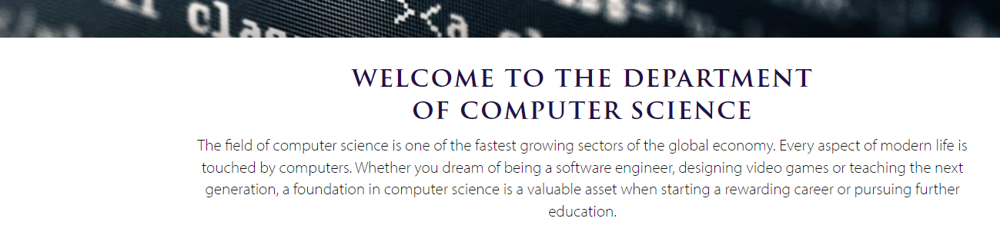 WELCOME TO THE DEPARTMENT
OF COMPUTER SCIENCE
The field of computer science is one of the fastest growing sectors of the global economy. Every aspect of modern life is
touched by computers. Whether you dream of being a software engineer, designing video games or teaching the next
generation, a foundation in computer science is a valuable asset when starting a rewarding career or pursuing further
education.